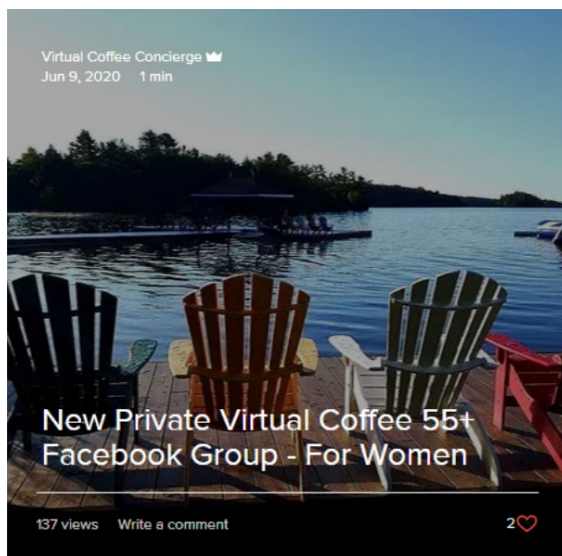 Virtual Coffee Concierge
Jun 9, 2020 1 min
New Private Virtual Coffee 55+
Facebook Group - For Women
137 views Write a comment
2